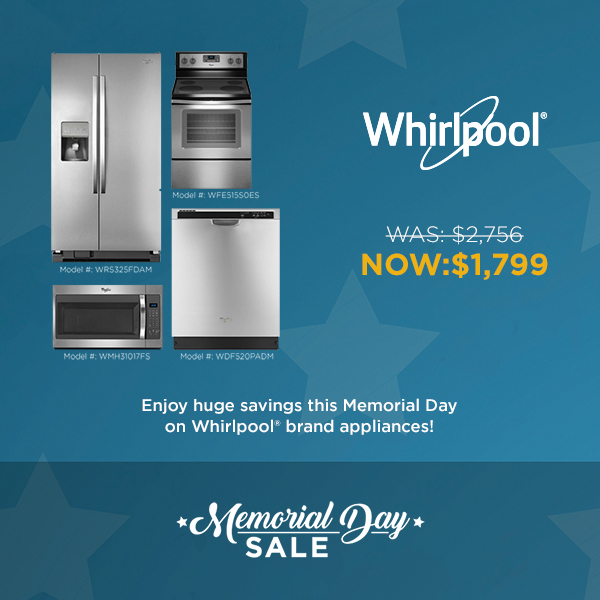 Whirlpool®
Model #: WFE515S0ES
Model #: WRS325FDAM
Model #: WMH31017FS
Model #: WDF520PADM
WAS: $2,756
NOW:$1,799
Enjoy huge savings this Memorial Day
on Whirlpool® brand appliances!
Memorial Day
SALE